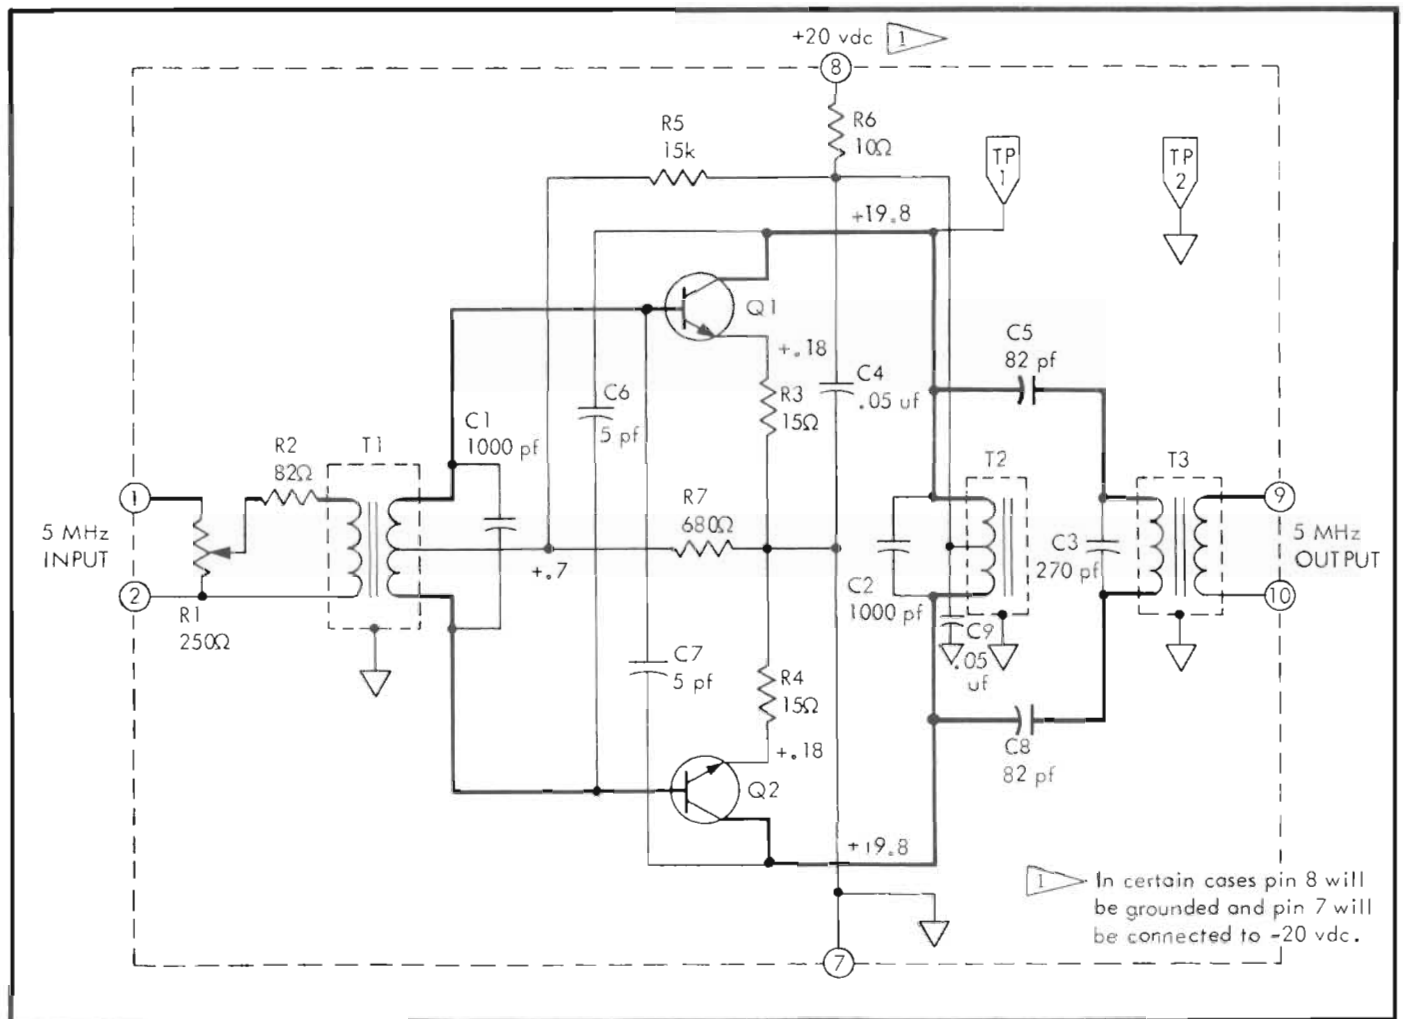 +20 vdc 1
8
R6
10Ω
R5
15k
TP
1
TP
2
+19.8
Q1
+.18
C4
.05 uf
C5
82 pf
R3
15Ω
C6
5 pf
C1
1000 pf
R2
82Ω
T1
T2
T3
1
9
R7
680Ω
5 MHz
INPUT
5 MHz
OUTPUT
C3
270 pf
+.7
C2
1000 pf
2
10
R1
250Ω
C9
.05
uf
C7
5 pf
R4
15Ω
+.18
Q2
C8
82 pf
+19.8
1 In certain cases pin 8 will
be grounded and pin 7 will
be connected to -20 vdc.
7